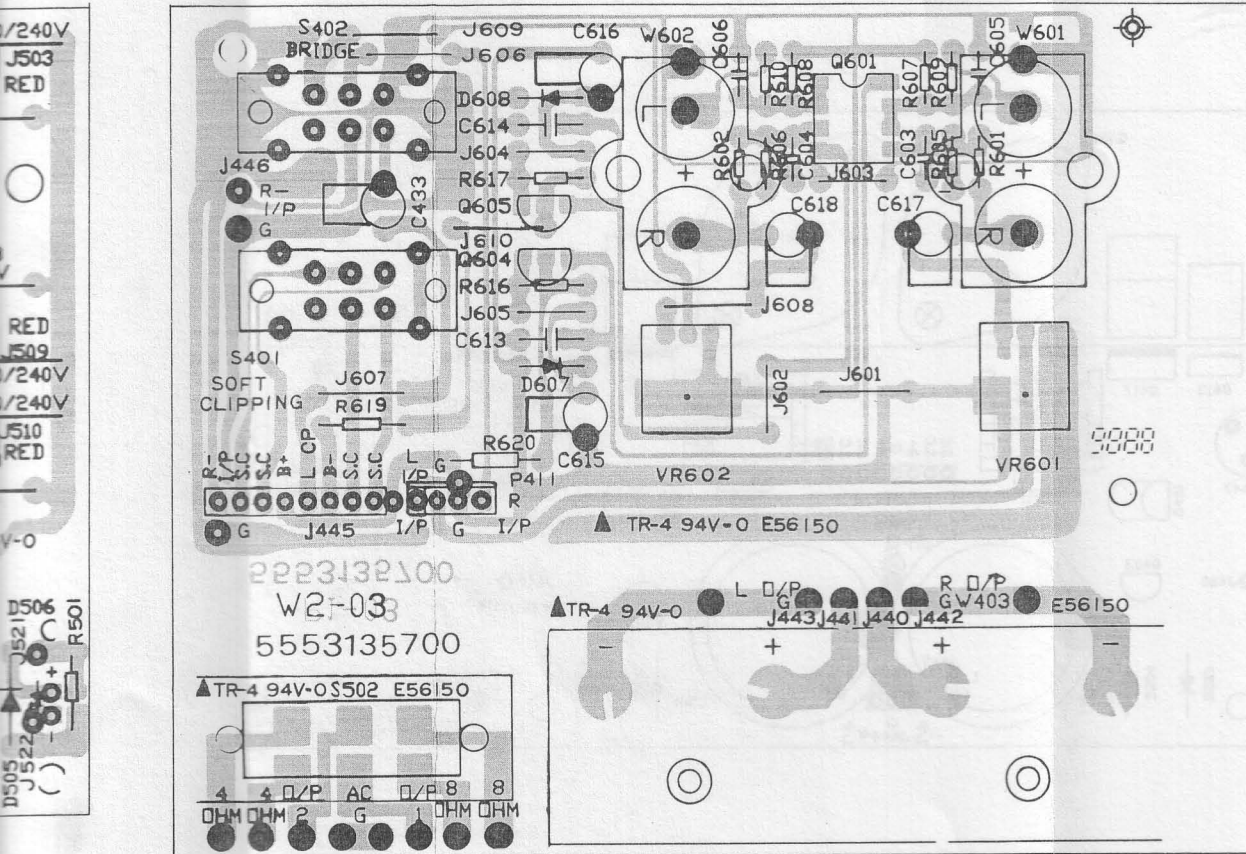 /240V
J503
RED
RED
J509
/240V
/240V
J510
RED
V-0
D506
J521
R501
D505
J522
S402
BRIDGE
J609
J606
C616
W602
C606
R610
R608
Q601
R607
R609
C605
W601
D608
C614
J604
R617
Q605
J610
Q604
R616
J605
C613
D607
J446
R-
I/P
G
C433
L
+
R
R602
R606
C604
J603
C603
R605
R601
L
+
R
C618
C617
J608
S401
SOFT
CLIPPING
J607
R619
J602
J601
R620
C615
P411
VR602
VR601
R-
I/P
S.C
S.C
B+
L CP
B-
S.C
S.C
L
I/P
G
R
G
J445
I/P
G
I/P
TR-4 94V-0 E56150
W21-03
5553135700
TR-4 94V-0
L O/P
G
R O/P
G W403
E56150
J443 J441 J440 J442
-
+
+
-
TR-4 94V-0 S502 E56150
4 4 O/P AC O/P 8 8
OHM OHM 2 G 1 OHM OHM